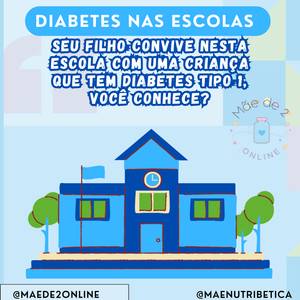 DIABETES NAS ESCOLAS
SEU FILHO CONVIVE NESTA
ESCOLA COM UMA CRIANÇA
QUE TEM DIABETES TIPO 1,
VOCÊ CONHECE?
Mãe de 2
ONLINE
@MAEDE2ONLINE
@MAENUTRIBETICA